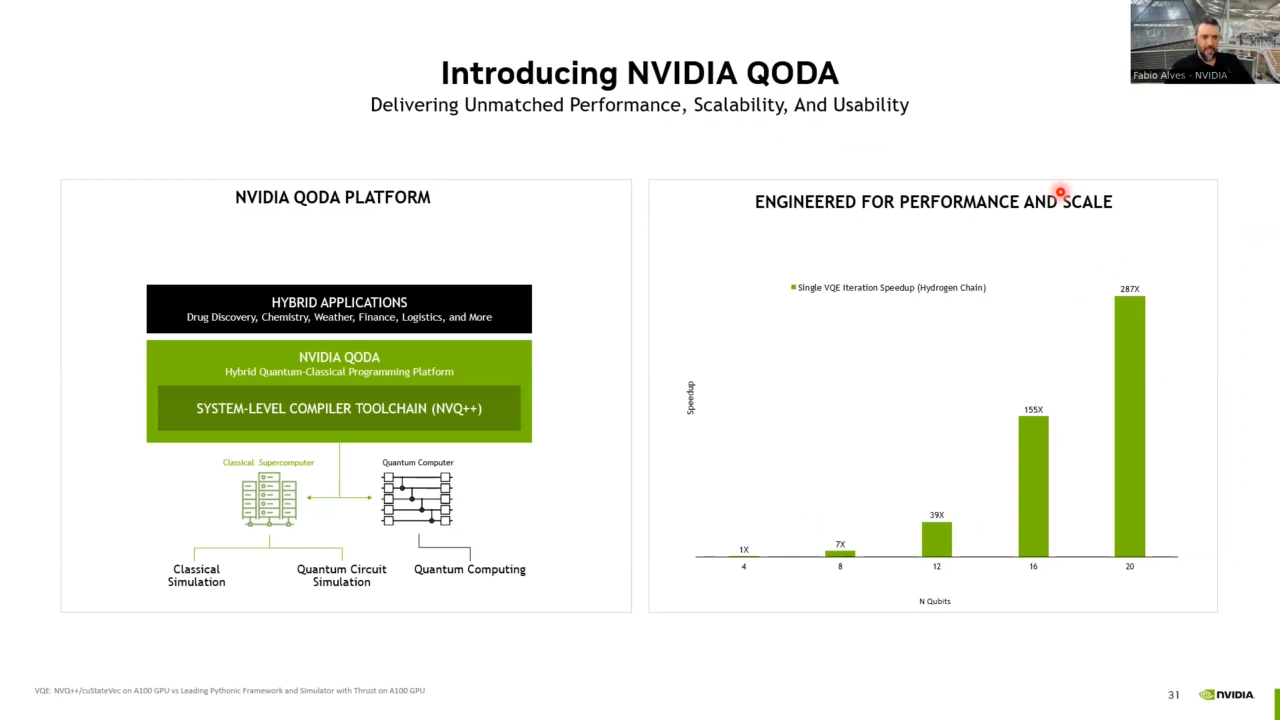 Introducing NVIDIA QODA
Delivering Unmatched Performance, Scalability, And Usability
Fabio Alves - NVIDIA
NVIDIA QODA PLATFORM
HYBRID APPLICATIONS
Drug Discovery, Chemistry, Weather, Finance, Logistics, and More
NVIDIA QODA
Hybrid Quantum-Classical Programming Platform
SYSTEM-LEVEL COMPILER TOOLCHAIN (NVQ++)
Classical Supercomputer
Quantum Computer
Classical
Simulation
Quantum Circuit
Simulation
Quantum Computing
ENGINEERED FOR PERFORMANCE AND SCALE
Single VQE Iteration Speedup (Hydrogen Chain)
Speedup
1X
7X
39X
155X
287X
4
8
12
16
20
N Qubits
VQE: NVQ++/cuStateVec on A100 GPU vs Leading Pythonic Framework and SImulator with Thrust on A100 GPU
31
NVIDIA.